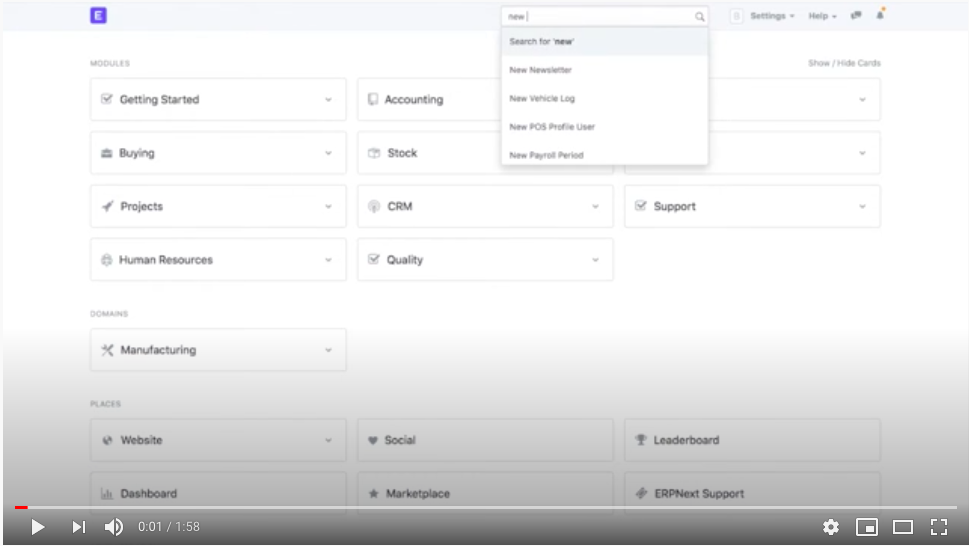 E
new
Settings
Help
Search for 'new'
New Newsletter
New Vehicle Log
New POS Profile User
New Payroll Period
MODULES
Show / Hide Cards
Getting Started
Accounting
Buying
Stock
Projects
CRM
Support
Human Resources
Quality
DOMAINS
Manufacturing
PLACES
Website
Social
Leaderboard
Dashboard
Marketplace
ERPNext Support
0:01 / 1:58